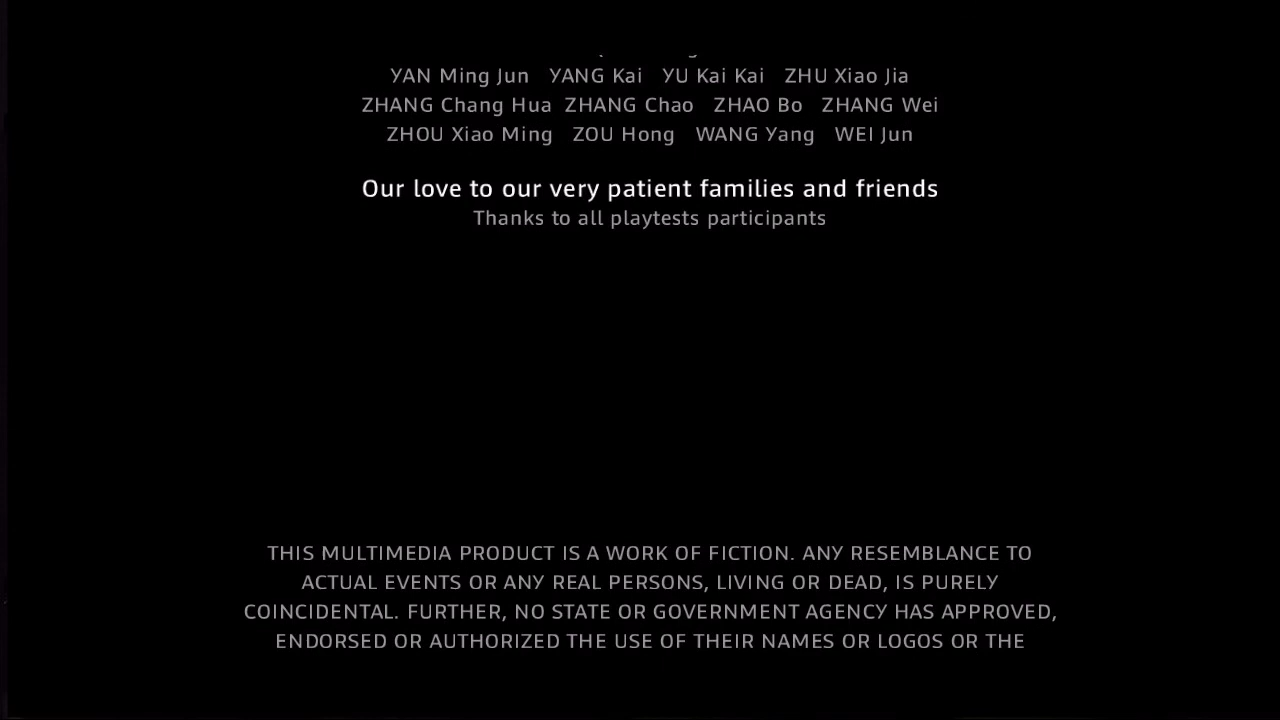 YAN Ming Jun YANG Kai YU Kai Kai ZHU Xiao Jia
ZHANG Chang Hua ZHANG Chao ZHAO Bo ZHANG Wei
ZHOU Xiao Ming ZOU Hong WANG Yang WEI Jun
Our love to our very patient families and friends
Thanks to all playtests participants
THIS MULTIMEDIA PRODUCT IS A WORK OF FICTION. ANY RESEMBLANCE TO
ACTUAL EVENTS OR ANY REAL PERSONS, LIVING OR DEAD, IS PURELY
COINCIDENTAL. FURTHER, NO STATE OR GOVERNMENT AGENCY HAS APPROVED,
ENDORSED OR AUTHORIZED THE USE OF THEIR NAMES OR LOGOS OR THE